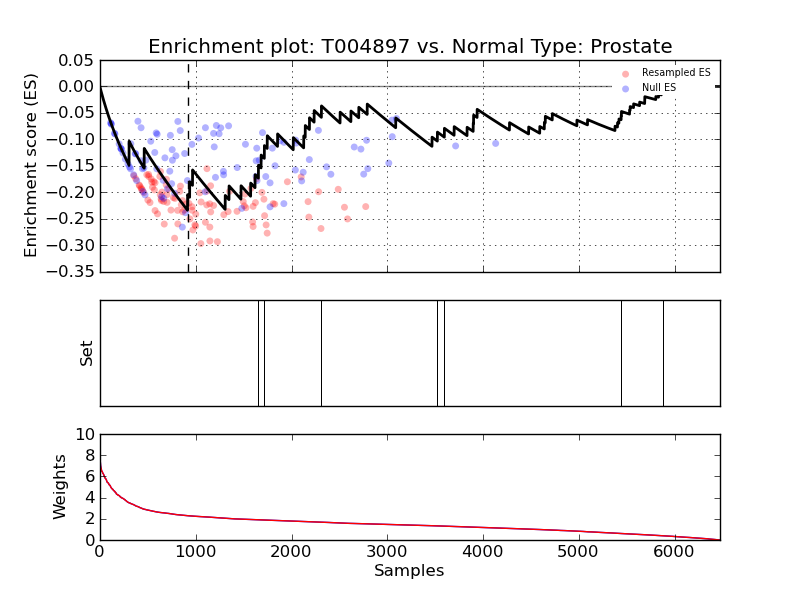 Enrichment plot: T004897 vs. Normal Type: Prostate
Enrichment score (ES)
0.05
0.00
−0.05
−0.10
−0.15
−0.20
−0.25
−0.30
−0.35
Resampled ES
Null ES
Set
Weights
10
8
6
4
2
0
0 1000 2000 3000 4000 5000 6000
Samples